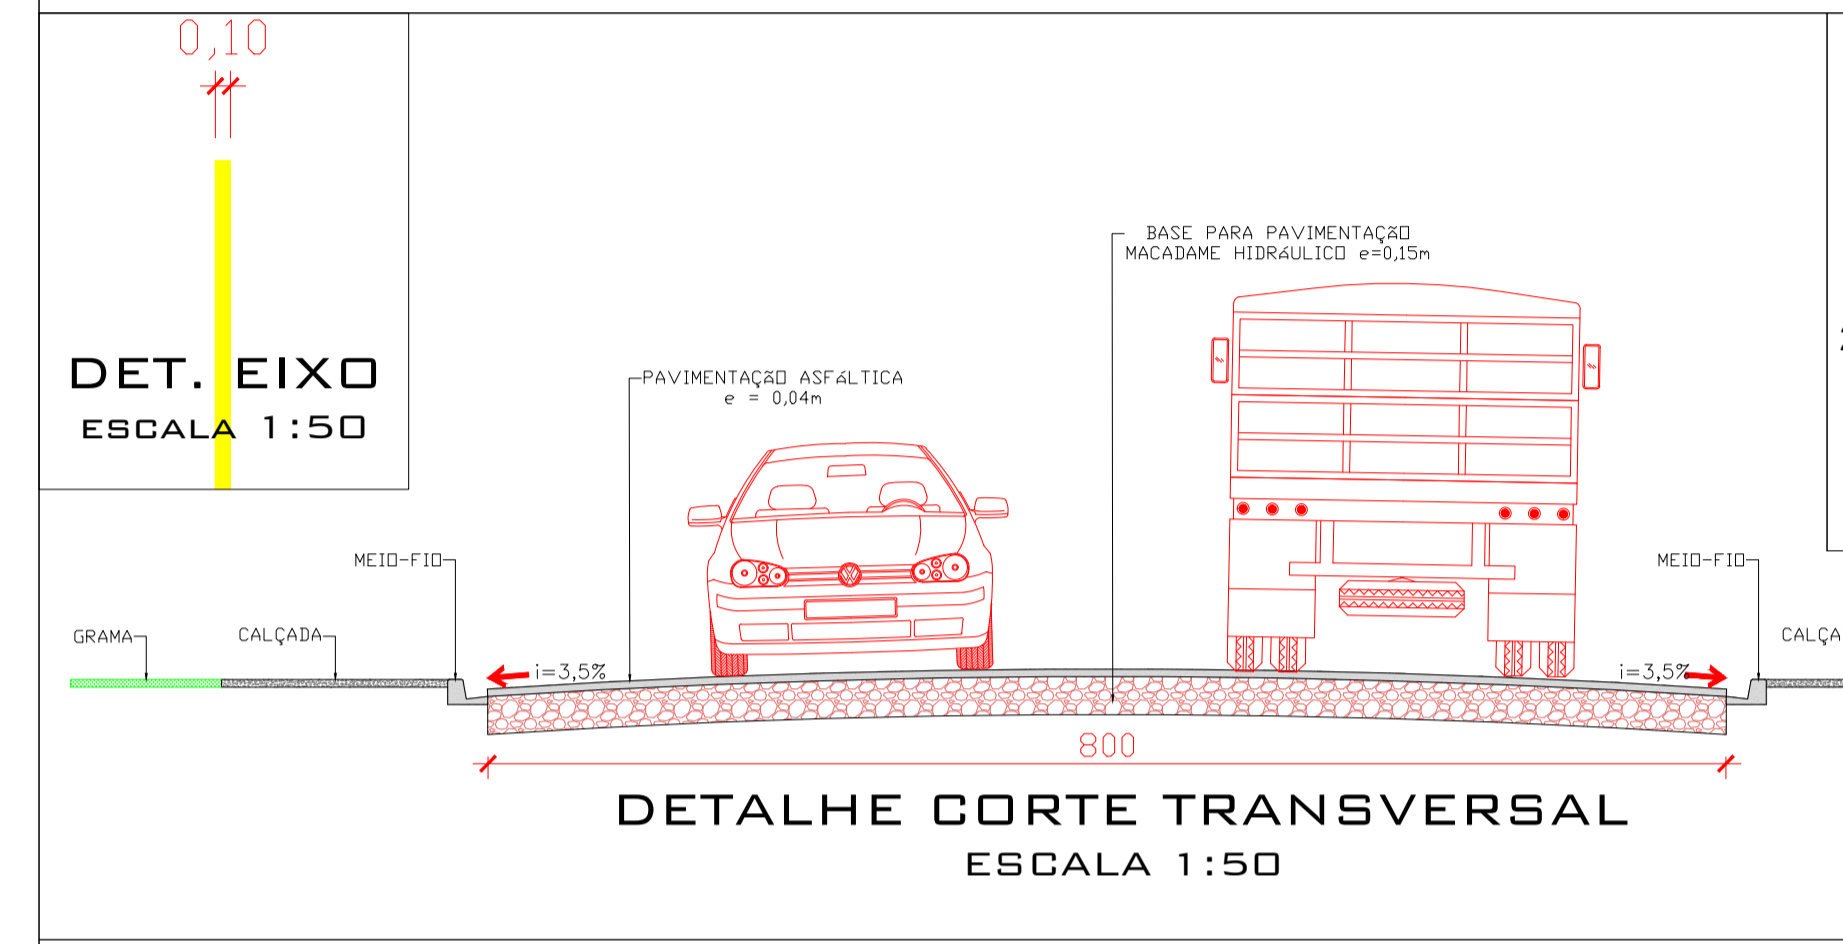 0,10
DET. EIXO
ESCALA 1:50
BASE PARA PAVIMENTAÇÃO
MACADAME HIDRÁULICO e=0,15m
PAVIMENTAÇÃO ASFÁLTICA
e = 0,04m
MEIO-FIO
MEIO-FIO
GRAMA
CALÇADA
CALÇA
i=3,5%
i=3,5%
800
DETALHE CORTE TRANSVERSAL
ESCALA 1:50